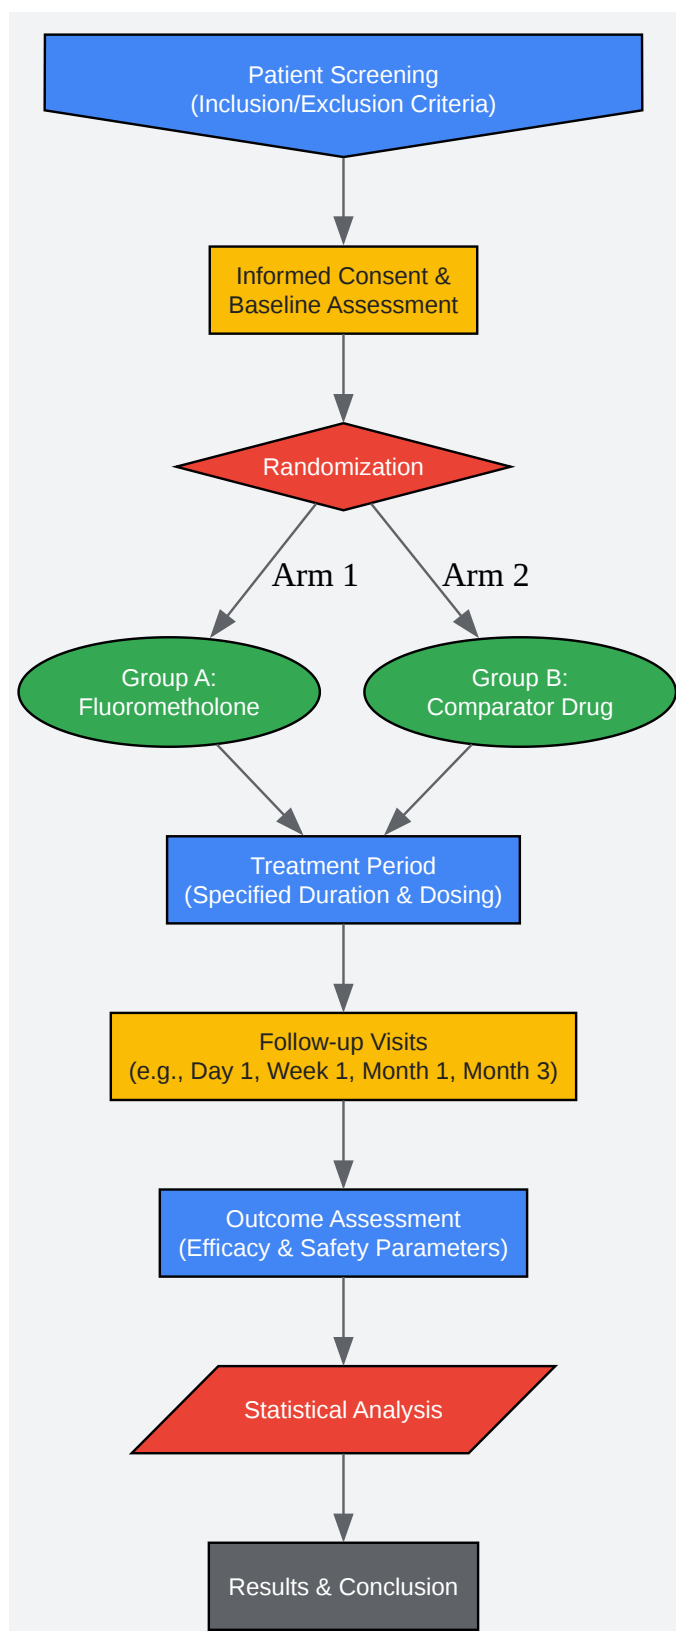 Patient Screening
(Inclusion/Exclusion Criteria)
Informed Consent &
Baseline Assessment
Randomization
Arm 1
Arm 2
Group A:
Fluorometholone
Group B:
Comparator Drug
Treatment Period
(Specified Duration & Dosing)
Follow-up Visits
(e.g., Day 1, Week 1, Month 1, Month 3)
Outcome Assessment
(Efficacy & Safety Parameters)
Statistical Analysis
Results & Conclusion